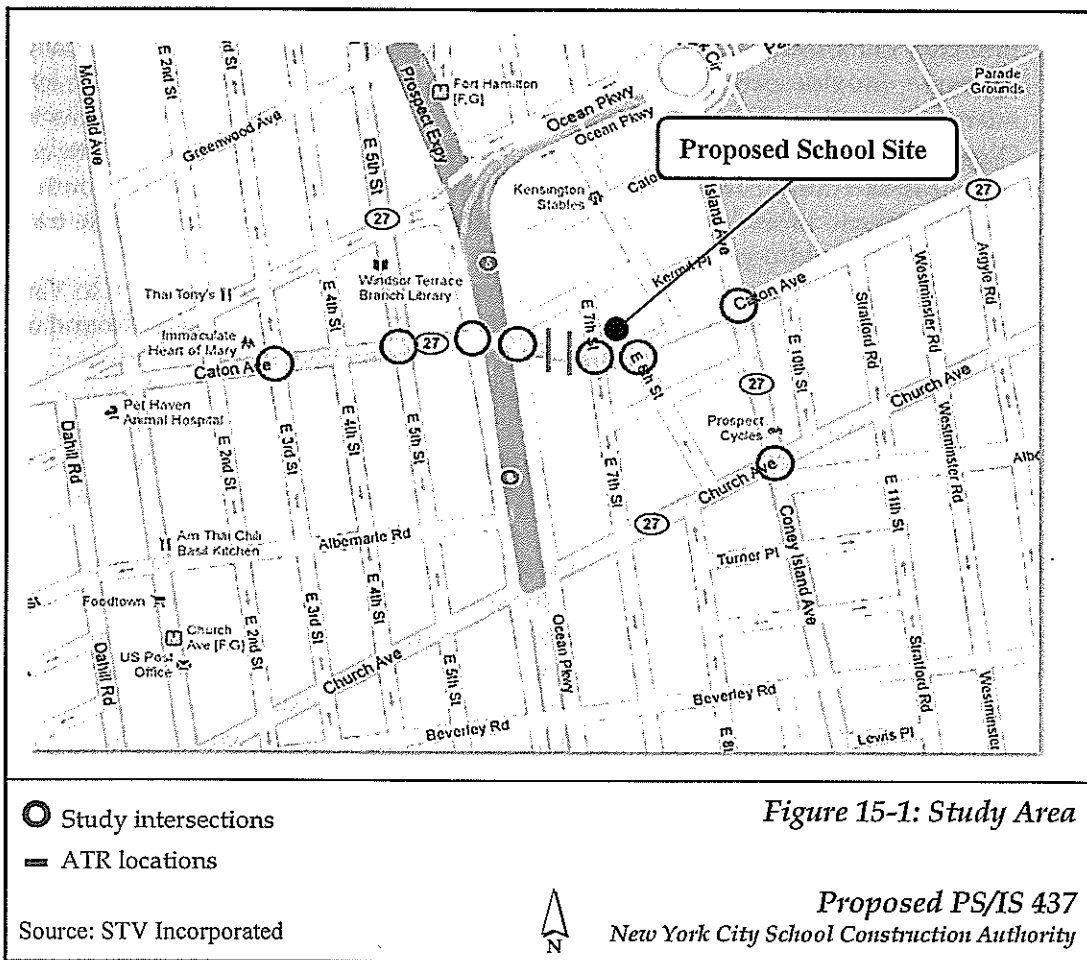 McDonald Ave
E 2nd St
Greenwood Ave
E 5th St
27
Prospect Expy
Fort Hamilton
[F,G]
Ocean Pkwy
Ocean Pkwy
Parade
Grounds
Proposed School Site
Kensington
Stables
Island Ave
Kermit Pl
Caton Ave
27
Argyle Rd
Westminster Rd
Stratford Rd
Thai Tony's
Windsor Terrace
Branch Library
E 4th St
E 7th St
Immaculate
Heart of Mary
Caton Ave
27
E 8th St
E 10th St
27
Church Ave
Pet Haven
Animal Hospital
Dahill Rd
E 2nd St
E 3rd St
E 4th St
E 5th St
E 7th St
Prospect
Cycles
Church Ave
27
Westminster Rd
E 11th St
Coney Island Ave
Turner Pl
Albemarle Rd
Am Thai Chili
Basil Kitchen
Foodtown
Church
Ave [F,G]
US Post
Office
Dahill Rd
E 2nd St
E 3rd St
E 4th St
Church Ave
E 5th St
Ocean Pkwy
Beverley Rd
Beverley Rd
Stratford Rd
Westminster
Lewis Pl
Study intersections
ATR locations
Source: STV Incorporated
N
Figure 15-1: Study Area
Proposed PS/IS 437
New York City School Construction Authority